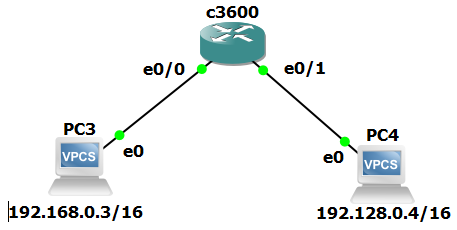 c3600
e0/0
e0/1
PC3
e0
VPCS
192.168.0.3/16
PC4
e0
VPCS
192.128.0.4/16